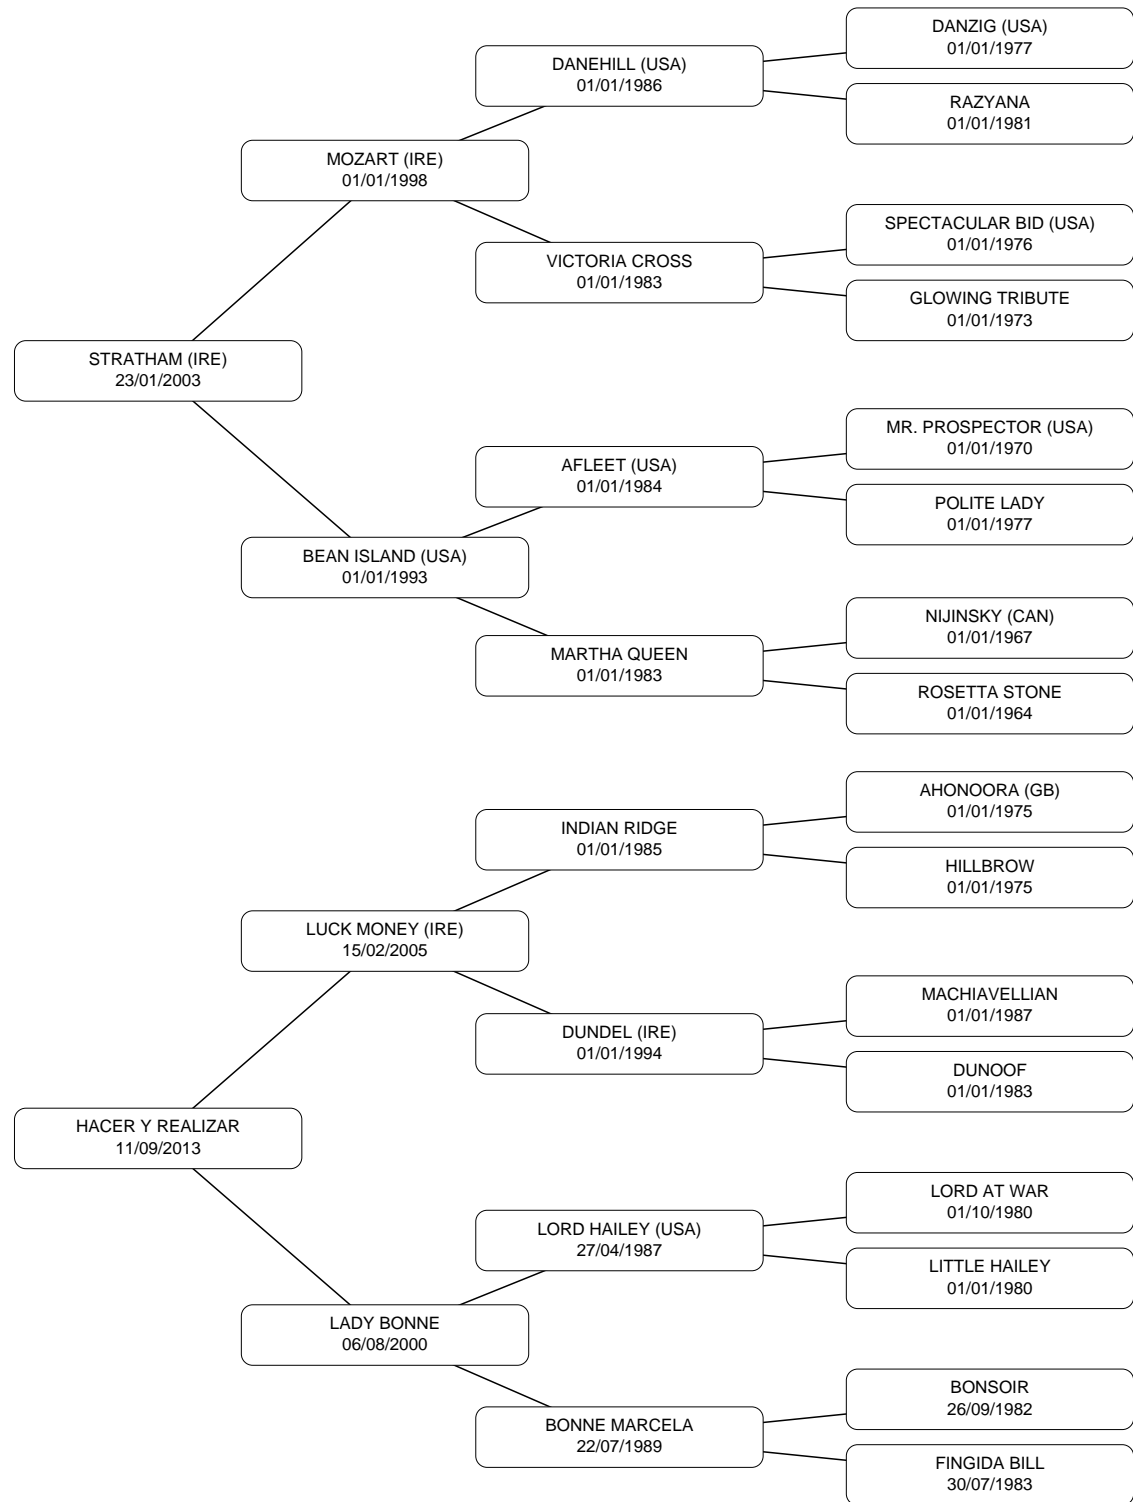 DANZIG (USA)
01/01/1977
DANEHILL (USA)
01/01/1986
RAZYANA
01/01/1981
MOZART (IRE)
01/01/1998
SPECTACULAR BID (USA)
01/01/1976
VICTORIA CROSS
01/01/1983
GLOWING TRIBUTE
01/01/1973
STRATHAM (IRE)
23/01/2003
MR. PROSPECTOR (USA)
01/01/1970
AFLEET (USA)
01/01/1984
POLITE LADY
01/01/1977
BEAN ISLAND (USA)
01/01/1993
NIJINSKY (CAN)
01/01/1967
MARTHA QUEEN
01/01/1983
ROSETTA STONE
01/01/1964
AHONOORA (GB)
01/01/1975
INDIAN RIDGE
01/01/1985
HILLBROW
01/01/1975
LUCK MONEY (IRE)
15/02/2005
MACHIAVELLIAN
01/01/1987
DUNDEL (IRE)
01/01/1994
DUNOOF
01/01/1983
HACER Y REALIZAR
11/09/2013
LORD AT WAR
01/10/1980
LORD HAILEY (USA)
27/04/1987
LITTLE HAILEY
01/01/1980
LADY BONNE
06/08/2000
BONSOIR
26/09/1982
BONNE MARCELA
22/07/1989
FINGIDA BILL
30/07/1983